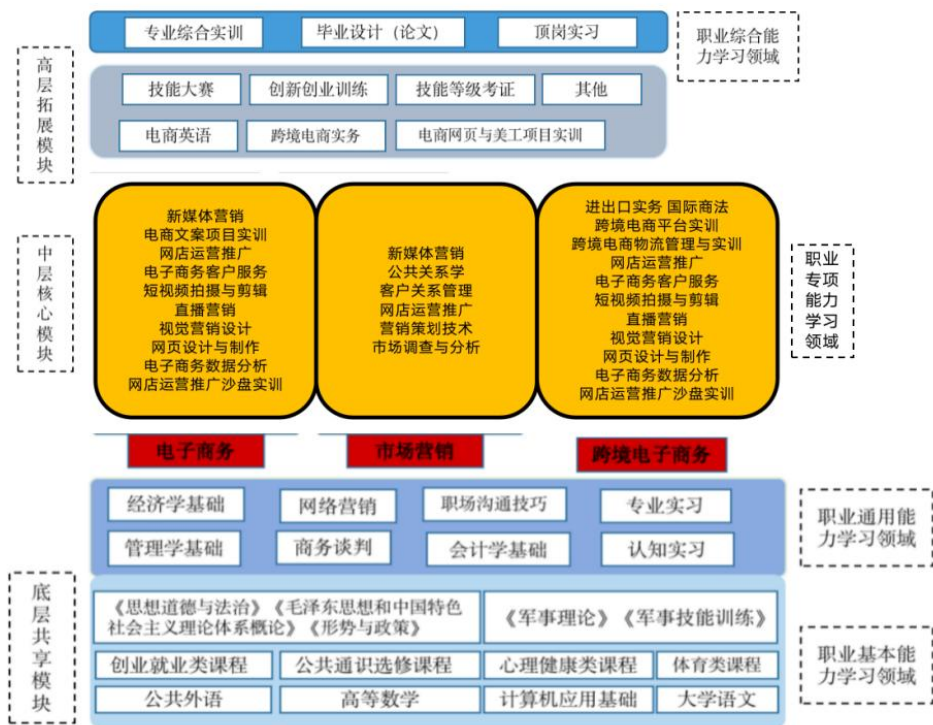 专业综合实训
毕业设计（论文）
顶岗实习
职业综合能
力学习领域
高层拓展模块
技能大赛
创新创业训练
技能等级考证
其他
电商英语
跨境电商实务
电商网页与美工项目实训
中层核心模块
新媒体营销
电商文案项目实训
网店运营推广
电子商务客户服务
短视频拍摄与剪辑
直播营销
视觉营销设计
网页设计与制作
电子商务数据分析
网店运营推广沙盘实训
新媒体营销
公共关系学
客户关系管理
网店运营推广
营销策划技术
市场调查与分析
进出口实务 国际商法
跨境电商平台实训
跨境电商物流管理与实训
网店运营推广
电子商务客户服务
短视频拍摄与剪辑
直播营销
视觉营销设计
网页设计与制作
电子商务数据分析
网店运营推广沙盘实训
职业
专项
能力
学习
领域
电子商务
市场营销
跨境电子商务
经济学基础
网络营销
职场沟通技巧
专业实习
管理学基础
商务谈判
会计学基础
认知实习
职业通用能
力学习领域
底层共享模块
《思想道德与法治》《毛泽东思想和中国特色
社会主义理论体系概论》《形势与政策》
《军事理论》《军事技能训练》
创业就业类课程
公共通识选修课程
心理健康类课程
体育类课程
公共外语
高等数学
计算机应用基础
大学语文
职业基本能
力学习领域